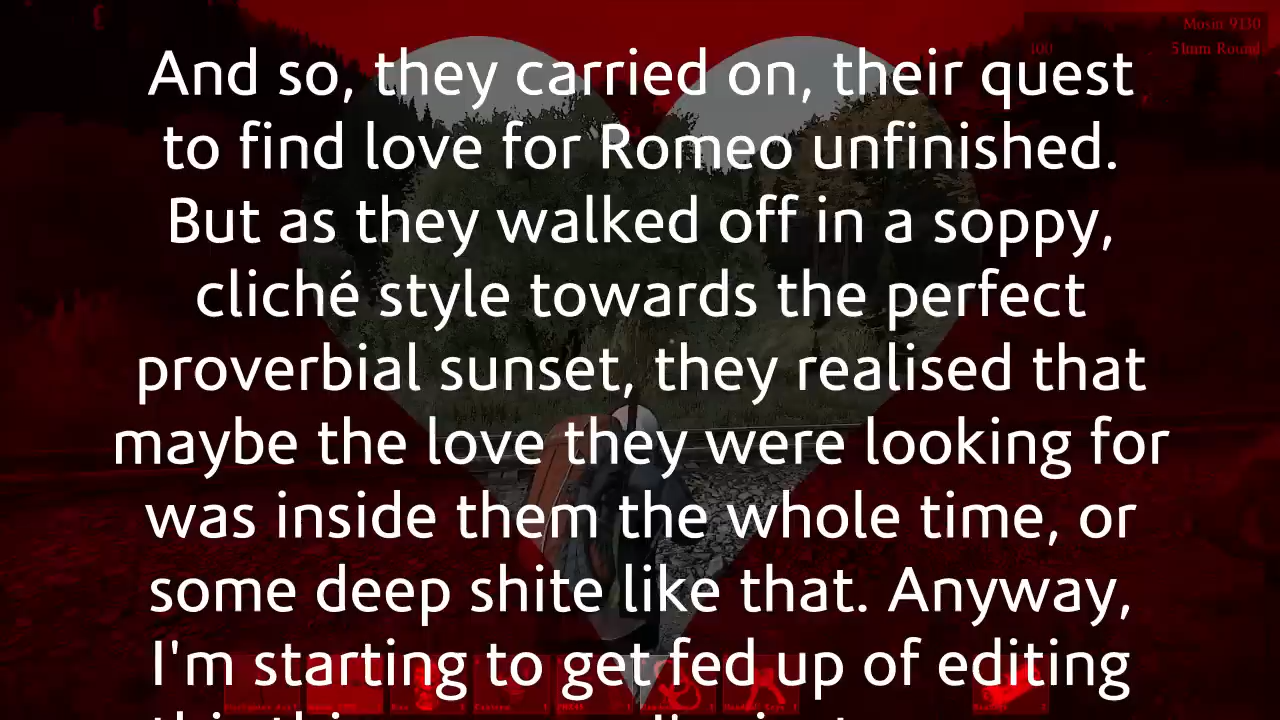 Mosin 9130
100 51mm Round
And so, they carried on, their quest
to find love for Romeo unfinished.
But as they walked off in a soppy,
cliché style towards the perfect
proverbial sunset, they realised that
maybe the love they were looking for
was inside them the whole time, or
some deep shite like that. Anyway,
I'm starting to get fed up of editing